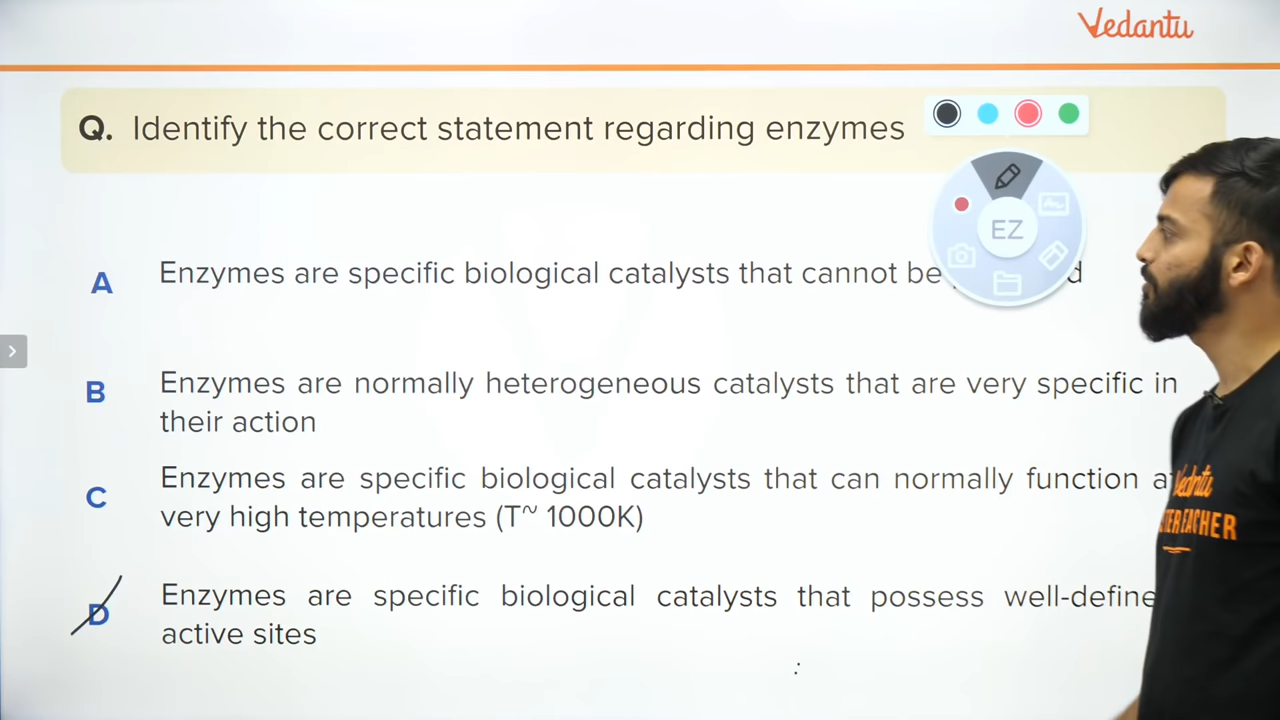 Vedantu
Q. Identify the correct statement regarding enzymes
EZ
A Enzymes are specific biological catalysts that cannot be
B Enzymes are normally heterogeneous catalysts that are very specific in
their action
C Enzymes are specific biological catalysts that can normally function
very high temperatures (T~ 1000K)
D Enzymes are specific biological catalysts that possess well-define
active sites
Vedantu